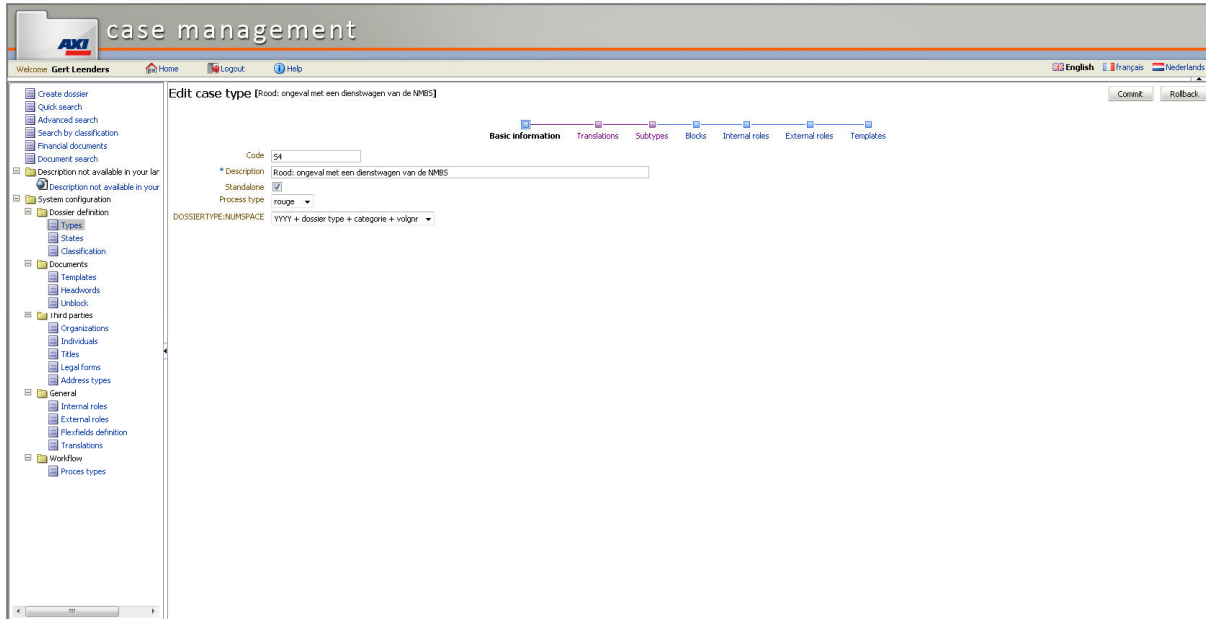 AXI
case management
Welcome Gert Leenders Home Logout Help English français Nederlands
Create dossier
Quick search
Advanced search
Search by classification
Financial documents
Document search
Description not available in your lar
Description not available in your
System configuration
Dossier definition
Types
States
Classification
Documents
Templates
Headwords
Unblock
Third parties
Organizations
Individuals
Titles
Legal forms
Address types
General
Internal roles
External roles
Flexfields definition
Translations
Workflow
Proces types
Edit case type [Rood: ongeval met een dienstwagen van de NMBS] Commit Rollback
Basic information Translations Subtypes Blocks Internal roles External roles Templates
Code S4
* Description Rood: ongeval met een dienstwagen van de NMBS
Standalone
Process type rouge
DOSSIERTYPE:NUMSPACE YYYY + dossier type + categorie + volgnr